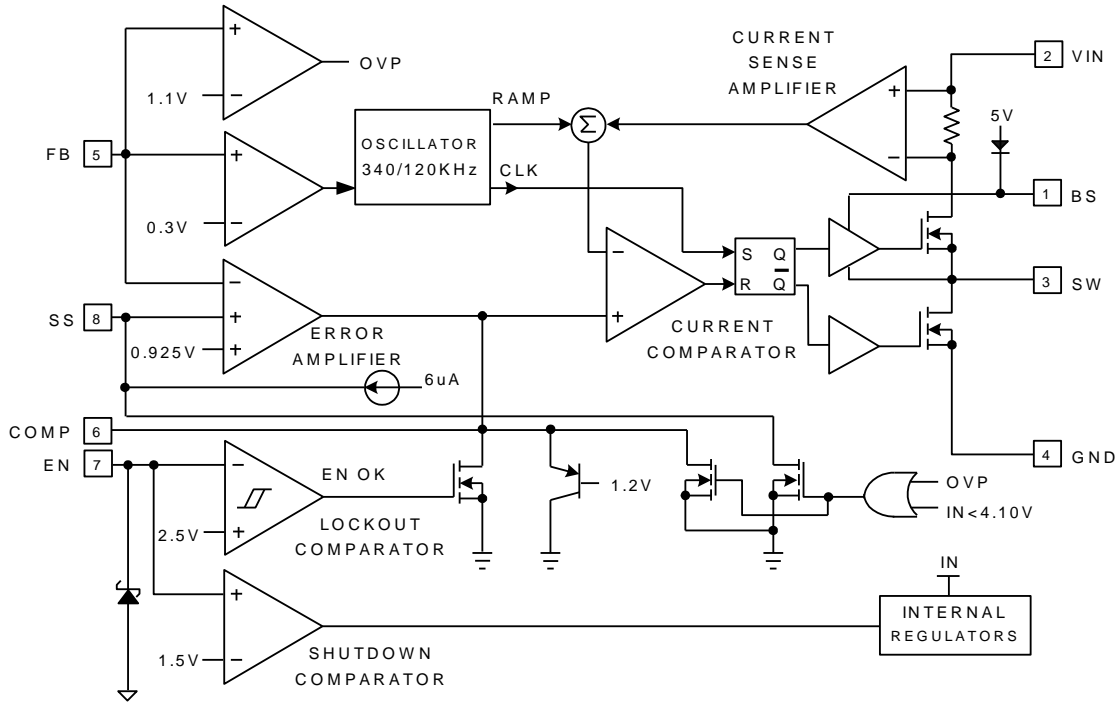 +
OVP
1.1V
−
CURRENT
SENSE
AMPLIFIER
2
VIN
+
−
5V
RAMP
Σ
OSCILLATOR
340/120KHz
CLK
FB
5
+
0.3V
−
1
BS
−
+
S Q
R Q
CURRENT
COMPARATOR
3
SW
SS
8
−
+
+
0.925V
ERROR
AMPLIFIER
6uA
COMP
6
EN
7
4
GND
−
EN OK
2.5V
+
LOCKOUT
COMPARATOR
1.2V
OVP
IN<4.10V
+
1.5V
−
SHUTDOWN
COMPARATOR
IN
INTERNAL
REGULATORS